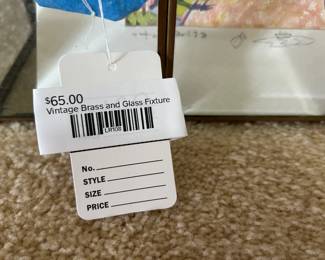 $65.00
Vintage Brass and Glass Fixture
No.
STYLE
SIZE
PRICE